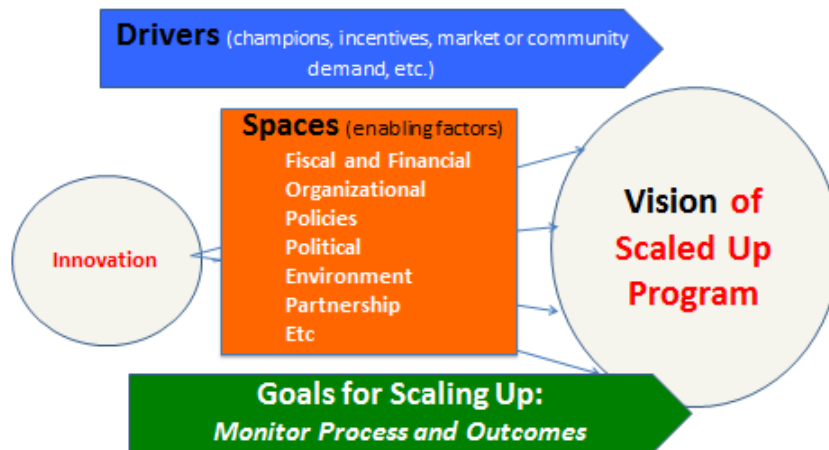 Drivers (champions, incentives, market or community
demand, etc.)
Spaces (enabling factors)
Fiscal and Financial
Organizational
Policies
Political
Environment
Partnership
Etc
Innovation
Vision of
Scaled Up
Program
Goals for Scaling Up:
Monitor Process and Outcomes